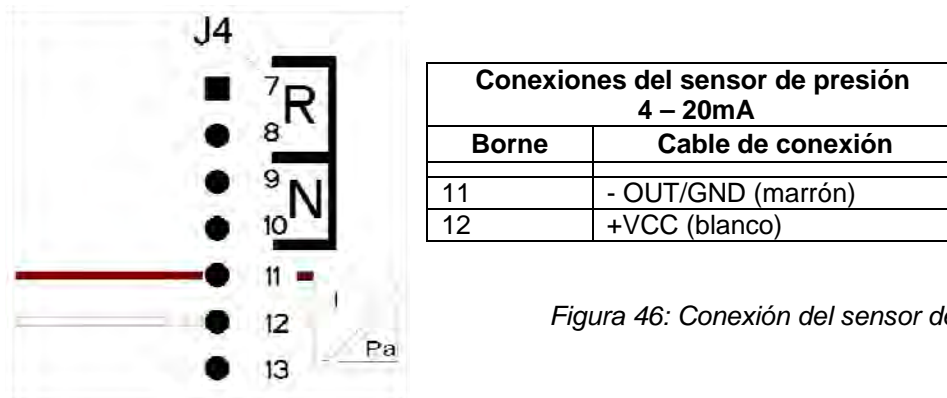 J4
7
R
8
9
N
10
11
12
Pa
13
Conexiones del sensor de presión
4 – 20mA
Borne Cable de conexión
11 - OUT/GND (marrón)
12 +VCC (blanco)
Figura 46: Conexión del sensor de